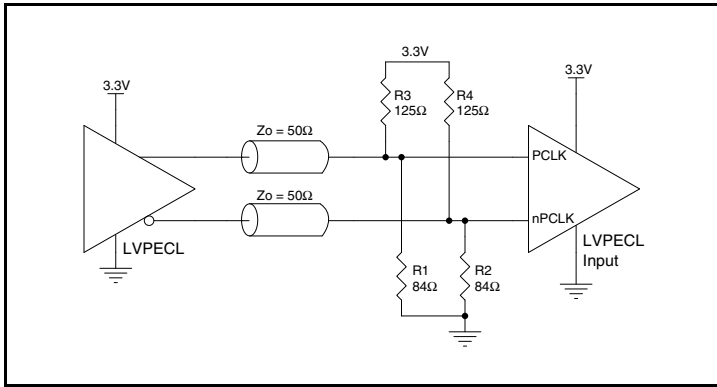 3.3V
3.3V
3.3V
R3
125Ω
R4
125Ω
Zo = 50Ω
PCLK
Zo = 50Ω
nPCLK
LVPECL
LVPECL
Input
R1
84Ω
R2
84Ω